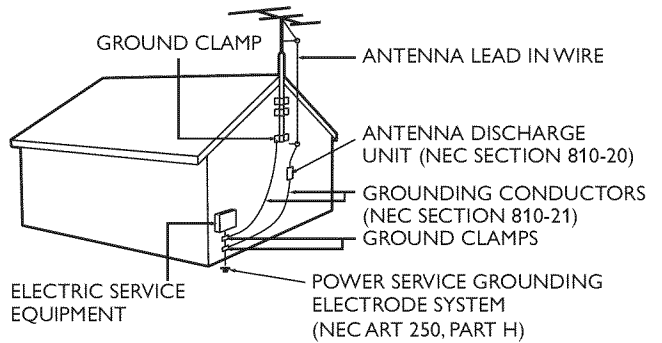 GROUND CLAMP
ANTENNA LEAD IN WIRE
ANTENNA DISCHARGE
UNIT (NEC SECTION 810-20)
GROUNDING CONDUCTORS
(NEC SECTION 810-21)
GROUND CLAMPS
ELECTRIC SERVICE
EQUIPMENT
POWER SERVICE GROUNDING
ELECTRODE SYSTEM
(NEC ART 250, PART H)